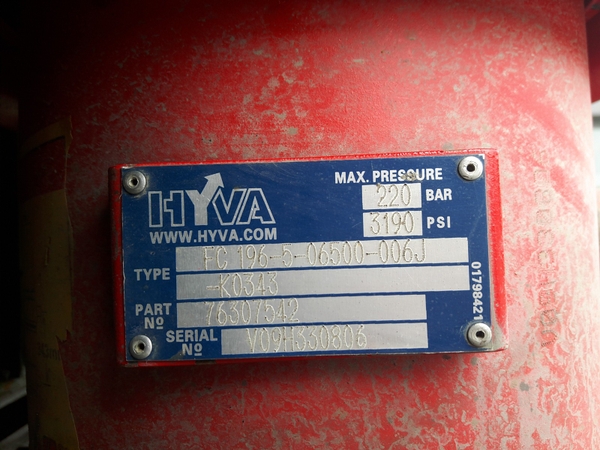 HYVA
WWW.HYVA.COM
MAX. PRESSURE
220 BAR
3190 PSI
TYPE FC 196-5-06500-006J
-K0343
PART Nº 76307542
SERIAL Nº V09H330806
01798421